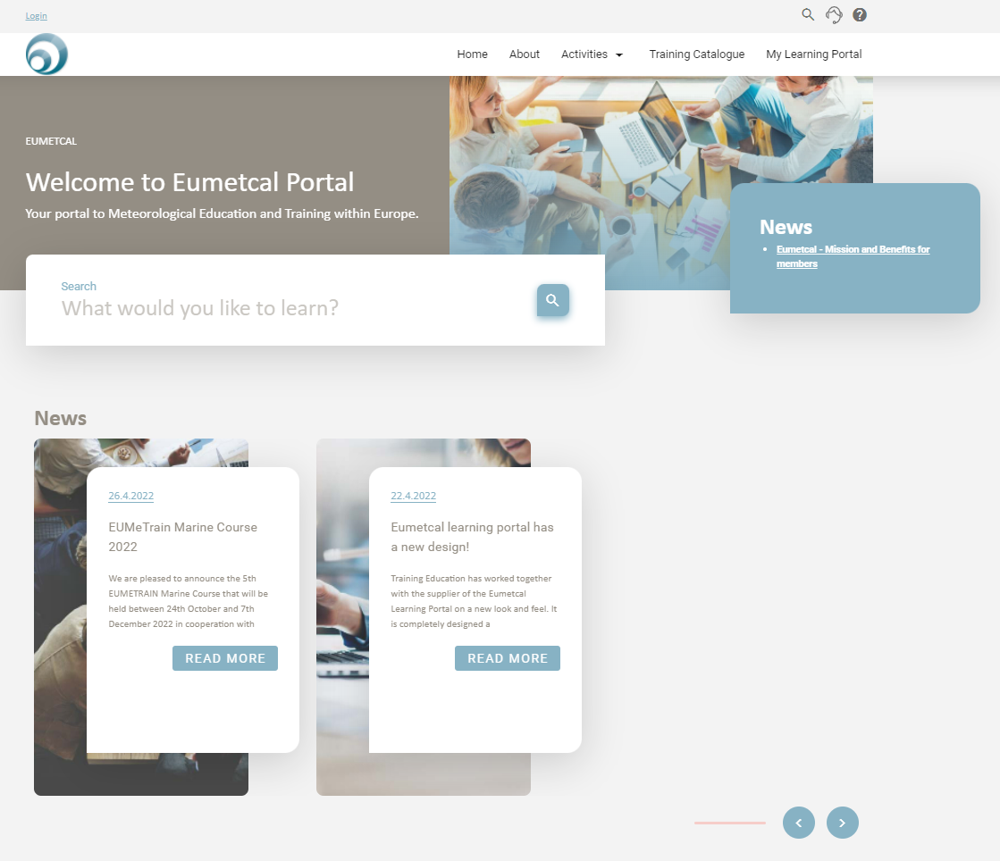 Login
?
Home About Activities Training Catalogue My Learning Portal
EUMETCAL
Welcome to Eumetcal Portal
Your portal to Meteorological Education and Training within Europe.
News
Eumetcal - Mission and Benefits for
members
Search
What would you like to learn?
News
26.4.2022
EUMeTrain Marine Course
2022
We are pleased to announce the 5th
EUMETRAIN Marine Course that will be
held between 24th October and 7th
December 2022 in cooperation with
READ MORE
22.4.2022
Eumetcal learning portal has
a new design!
Training Education has worked together
with the supplier of the Eumetcal
Learning Portal on a new look and feel. It
is completely designed a
READ MORE